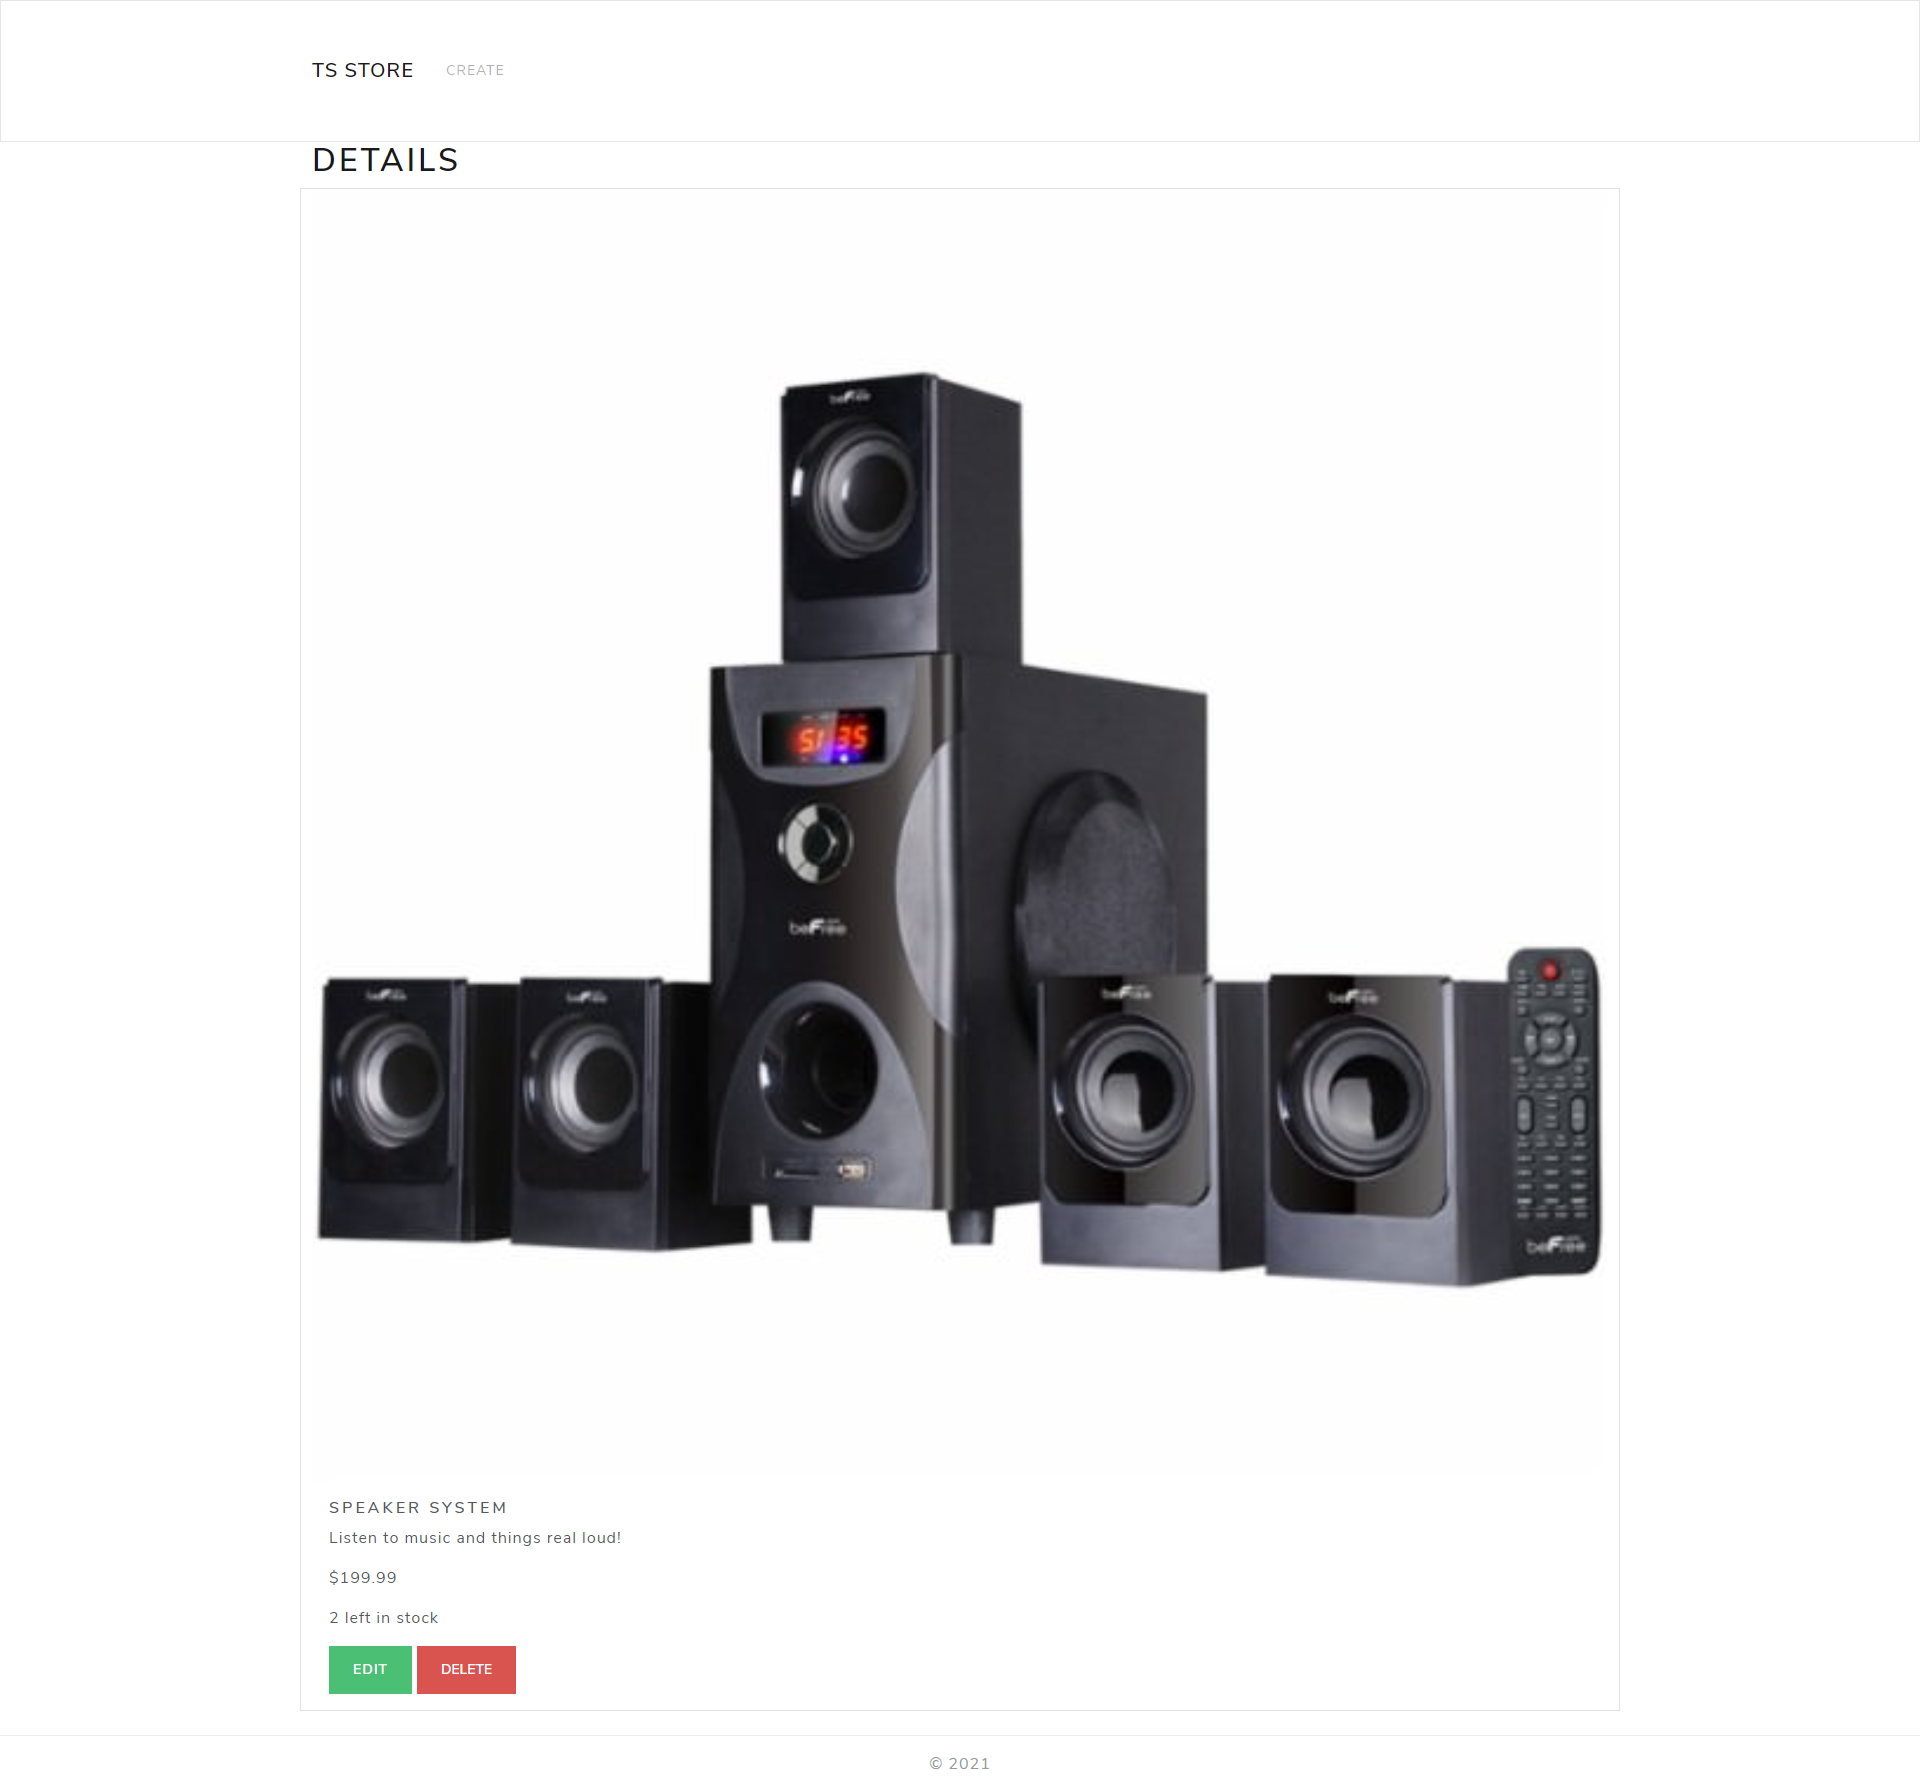 TS STORE CREATE
DETAILS
beFree
beFree
beFree
beFree
beFree
beFree
beFree
SPEAKER SYSTEM
Listen to music and things real loud!
$199.99
2 left in stock
EDIT DELETE
© 2021